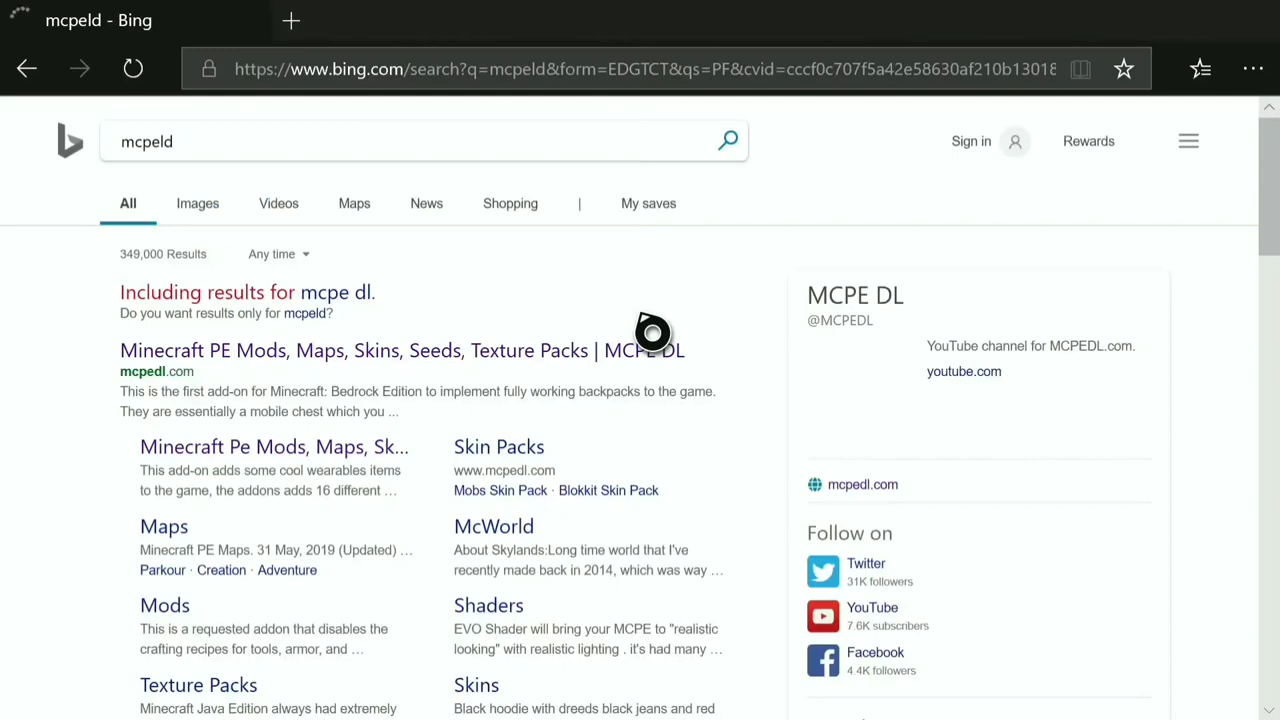 mcpeld - Bing
https://www.bing.com/search?q=mcpeld&form=EDGTCT&qs=PF&cvid=cccf0c707f5a42e58630af210b13018
mcpeld
Sign in
Rewards
All
Images
Videos
Maps
News
Shopping
|
My saves
349,000 Results
Any time
Including results for mcpe dl.
Do you want results only for mcpeld?
Minecraft PE Mods, Maps, Skins, Seeds, Texture Packs | MCPE DL
mcpedl.com
This is the first add-on for Minecraft: Bedrock Edition to implement fully working backpacks to the game.
They are essentially a mobile chest which you ...
Minecraft Pe Mods, Maps, Sk...
This add-on adds some cool wearables items
to the game, the addons adds 16 different ...
Skin Packs
www.mcpedl.com
Mobs Skin Pack · Blokkit Skin Pack
Maps
Minecraft PE Maps. 31 May, 2019 (Updated) ...
Parkour · Creation · Adventure
McWorld
About Skylands:Long time world that I've
recently made back in 2014, which was way ...
Mods
This is a requested addon that disables the
crafting recipes for tools, armor, and ...
Shaders
EVO Shader will bring your MCPE to "realistic
looking" with realistic lighting . it's had many ...
Texture Packs
Minecraft Java Edition always had extremely
Skins
Black hoodie with dreeds black jeans and red
MCPE DL
@MCPEDL
YouTube channel for MCPEDL.com.
youtube.com
mcpedl.com
Follow on
Twitter
31K followers
YouTube
7.6K subscribers
Facebook
4.4K followers